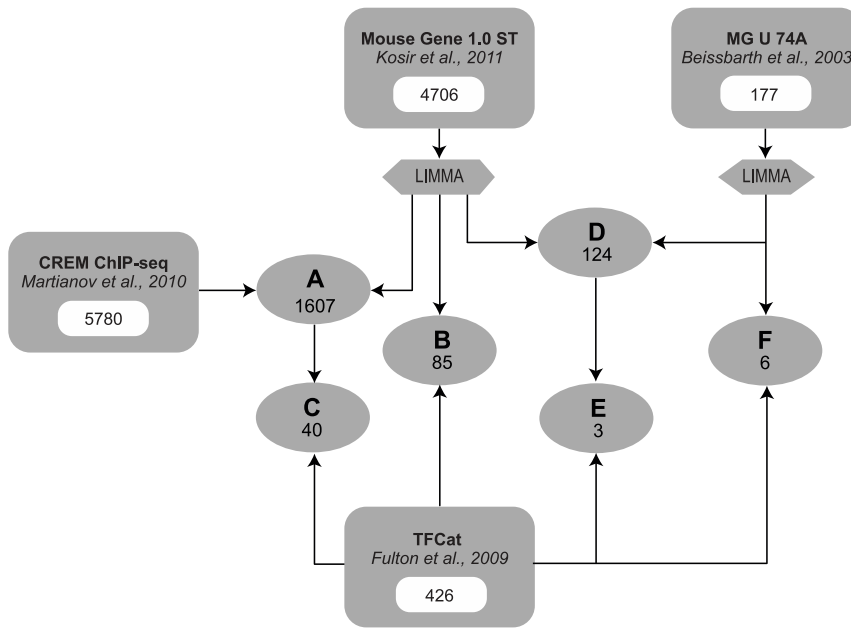 Mouse Gene 1.0 ST
Kosir et al., 2011
4706
MG U 74A
Beissbarth et al., 2003
177
LIMMA
LIMMA
CREM ChIP-seq
Martianov et al., 2010
5780
A
1607
D
124
B
85
F
6
C
40
E
3
TFCat
Fulton et al., 2009
426